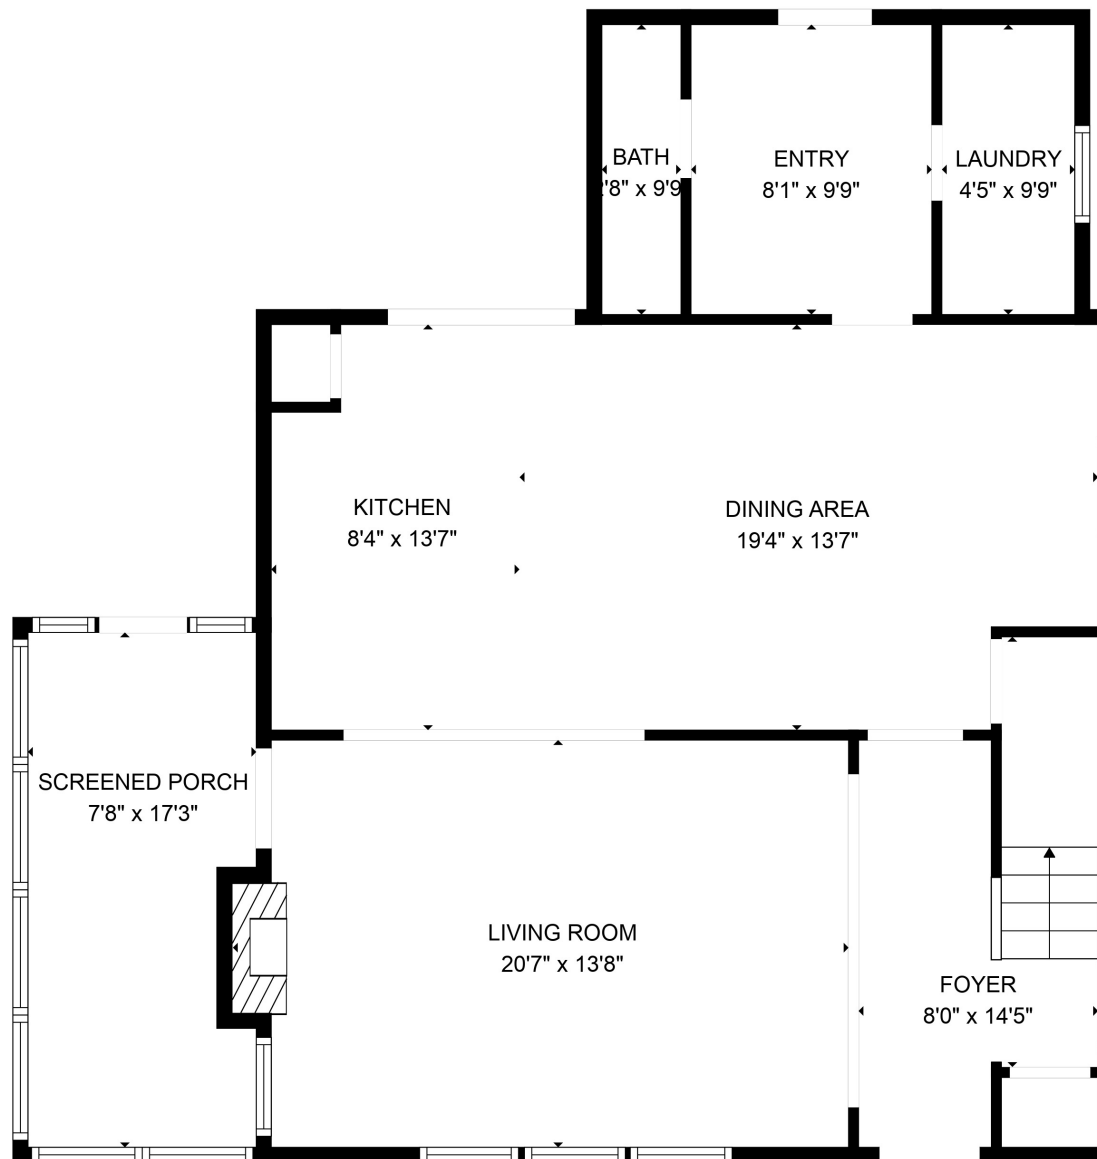 BATH
'8" x 9'9
ENTRY
8'1" x 9'9"
LAUNDRY
4'5" x 9'9"
KITCHEN
8'4" x 13'7"
DINING AREA
19'4" x 13'7"
SCREENED PORCH
7'8" x 17'3"
LIVING ROOM
20'7" x 13'8"
FOYER
8'0" x 14'5"